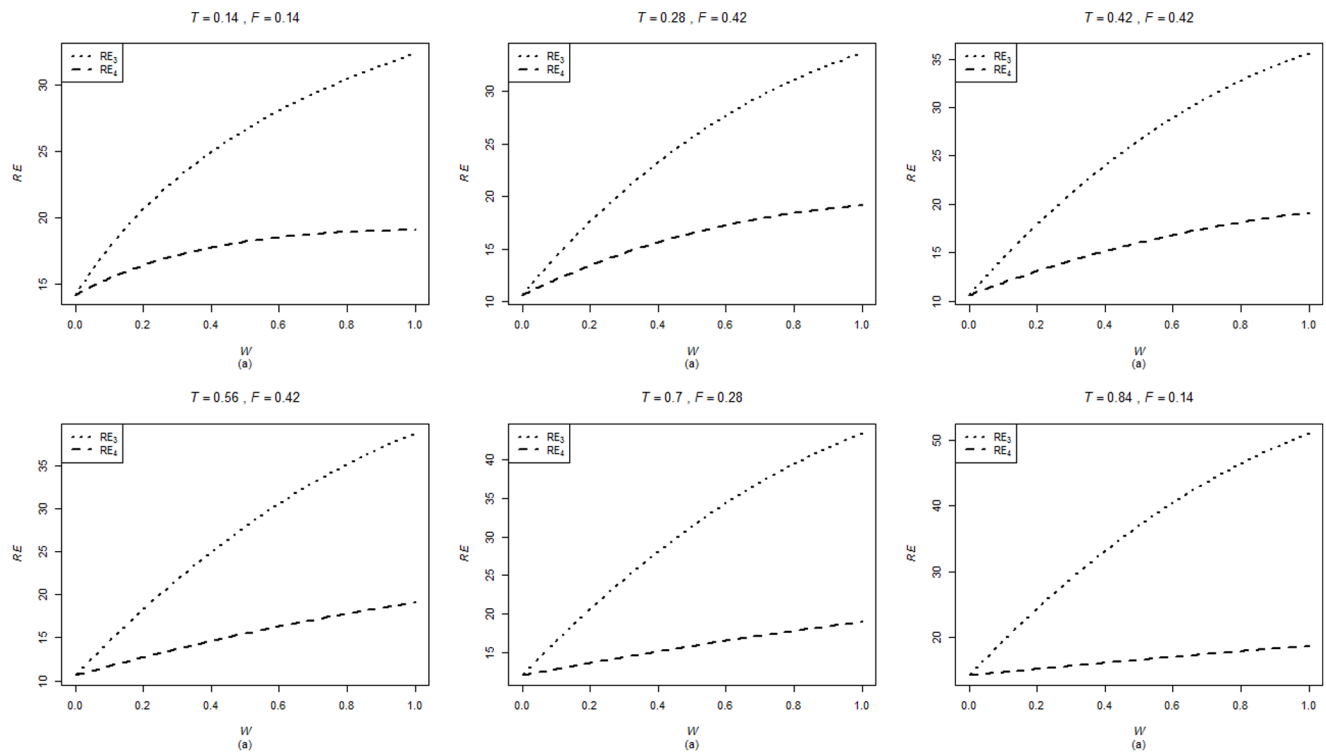 T = 0.14 , F = 0.14
RE3
RE4
RE
30
25
20
15
0.0 0.2 0.4 0.6 0.8 1.0
W
(a)
T = 0.28 , F = 0.42
RE3
RE4
RE
30
25
20
15
10
0.0 0.2 0.4 0.6 0.8 1.0
W
(a)
T = 0.42 , F = 0.42
RE3
RE4
RE
35
30
25
20
15
10
0.0 0.2 0.4 0.6 0.8 1.0
W
(a)
T = 0.56 , F = 0.42
RE3
RE4
RE
35
30
25
20
15
10
0.0 0.2 0.4 0.6 0.8 1.0
W
(a)
T = 0.7 , F = 0.28
RE3
RE4
RE
40
35
30
25
20
15
0.0 0.2 0.4 0.6 0.8 1.0
W
(a)
T = 0.84 , F = 0.14
RE3
RE4
RE
50
40
30
20
0.0 0.2 0.4 0.6 0.8 1.0
W
(a)